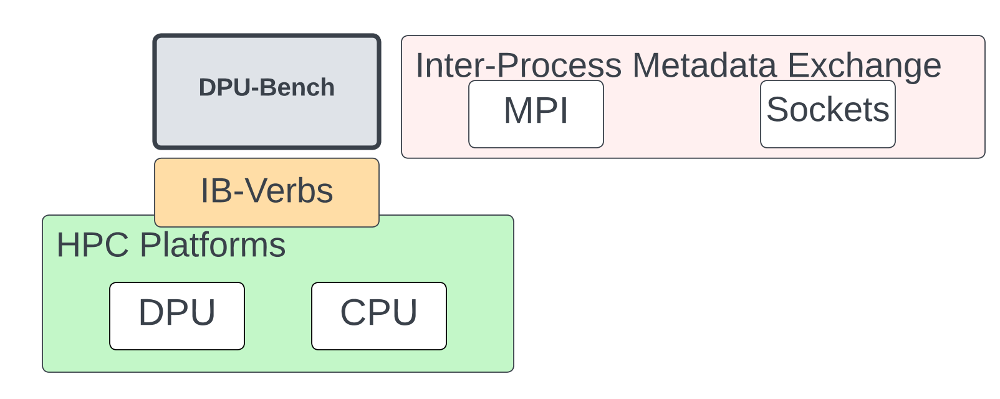 DPU-Bench
Inter-Process Metadata Exchange
MPI
Sockets
IB-Verbs
HPC Platforms
DPU
CPU